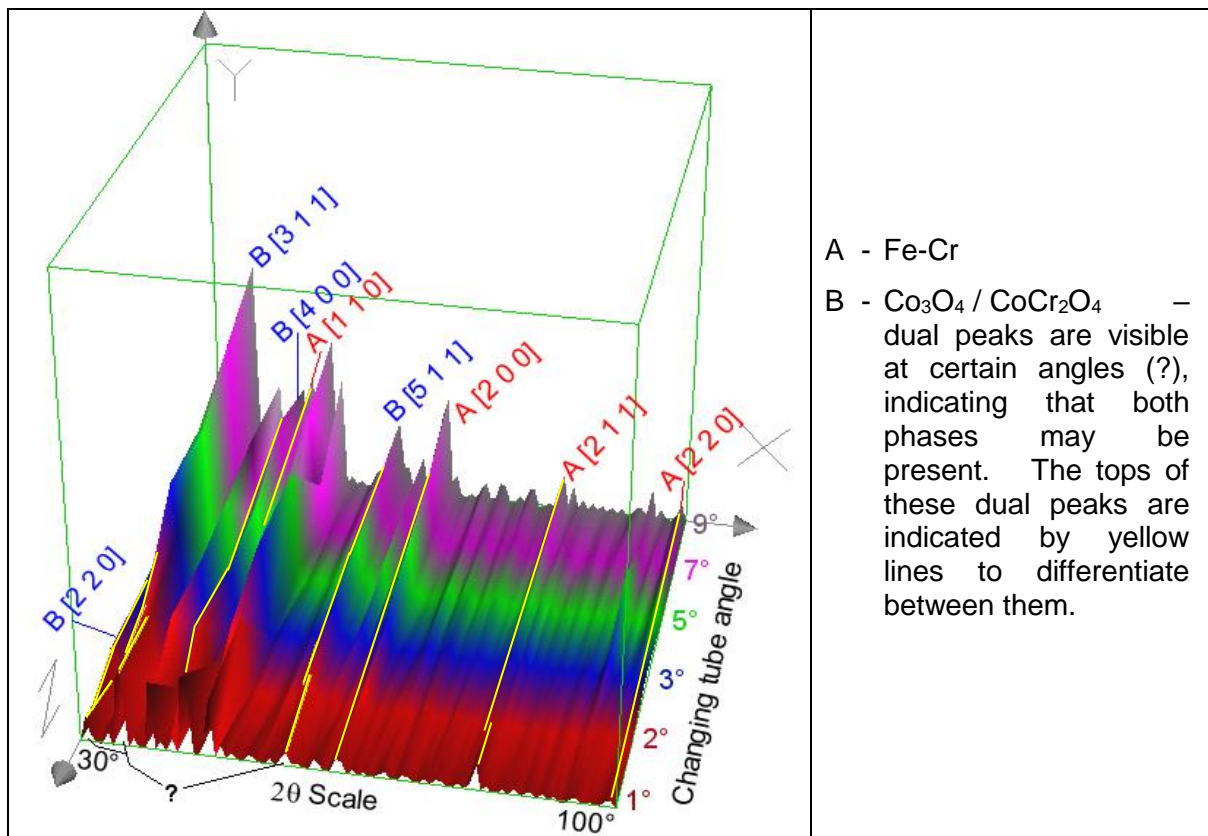 Y
B [3 1 1]
B [4 0 0]
A [1 1 0]
B [5 1 1]
A [2 0 0]
A [2 1 1]
A [2 2 0]
X
B [2 2 0]
Z
9°
7°
5°
3°
2°
1°
Changing tube angle
30°
?
2θ Scale
100°
A - Fe-Cr
B - Co₃O₄ / CoCr₂O₄ –
dual peaks are visible
at certain angles (?),
indicating that both
phases may be
present. The tops of
these dual peaks are
indicated by yellow
lines to differentiate
between them.